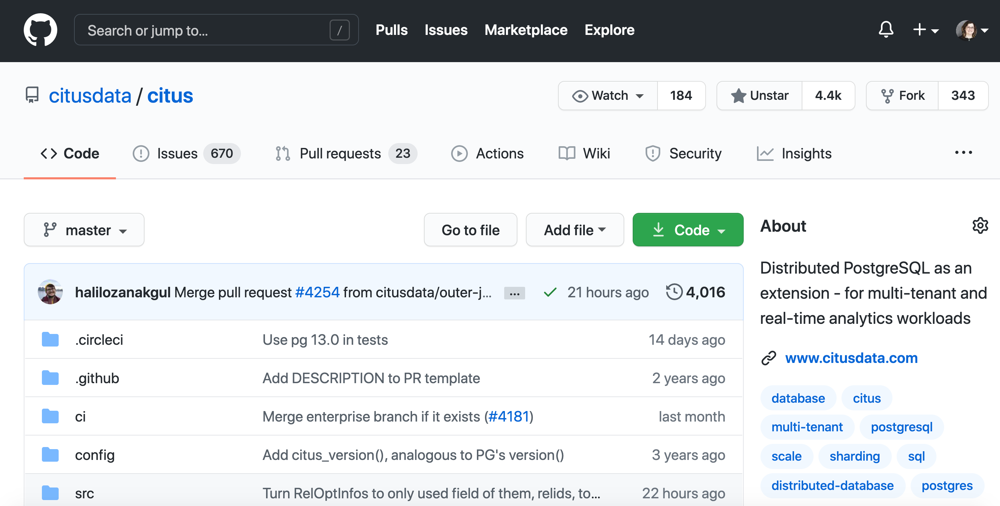 Search or jump to... / Pulls Issues Marketplace Explore
citusdata / citus Watch 184 Unstar 4.4k Fork 343
Code Issues 670 Pull requests 23 Actions Wiki Security Insights ...
master Go to file Add file Code
halilozanakgul Merge pull request #4254 from citusdata/outer-j... ... 21 hours ago 4,016
.circleci Use pg 13.0 in tests 14 days ago
.github Add DESCRIPTION to PR template 2 years ago
ci Merge enterprise branch if it exists (#4181) last month
config Add citus_version(), analogous to PG's version() 3 years ago
src Turn RelOptInfos to only used field of them, relids, to... 22 hours ago
About
Distributed PostgreSQL as an
extension - for multi-tenant and
real-time analytics workloads
www.citusdata.com
database citus
multi-tenant postgresql
scale sharding sql
distributed-database postgres